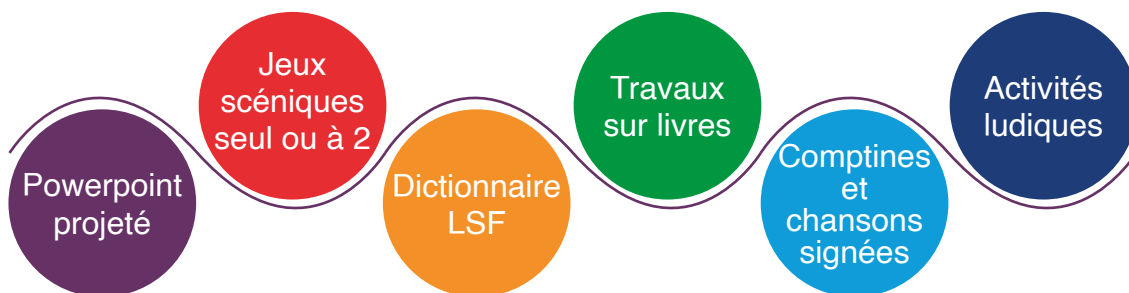 Powerpoint
projeté
Jeux
scéniques
seul ou à 2
Dictionnaire
LSF
Travaux
sur livres
Comptines
et
chansons
signées
Activités
ludiques